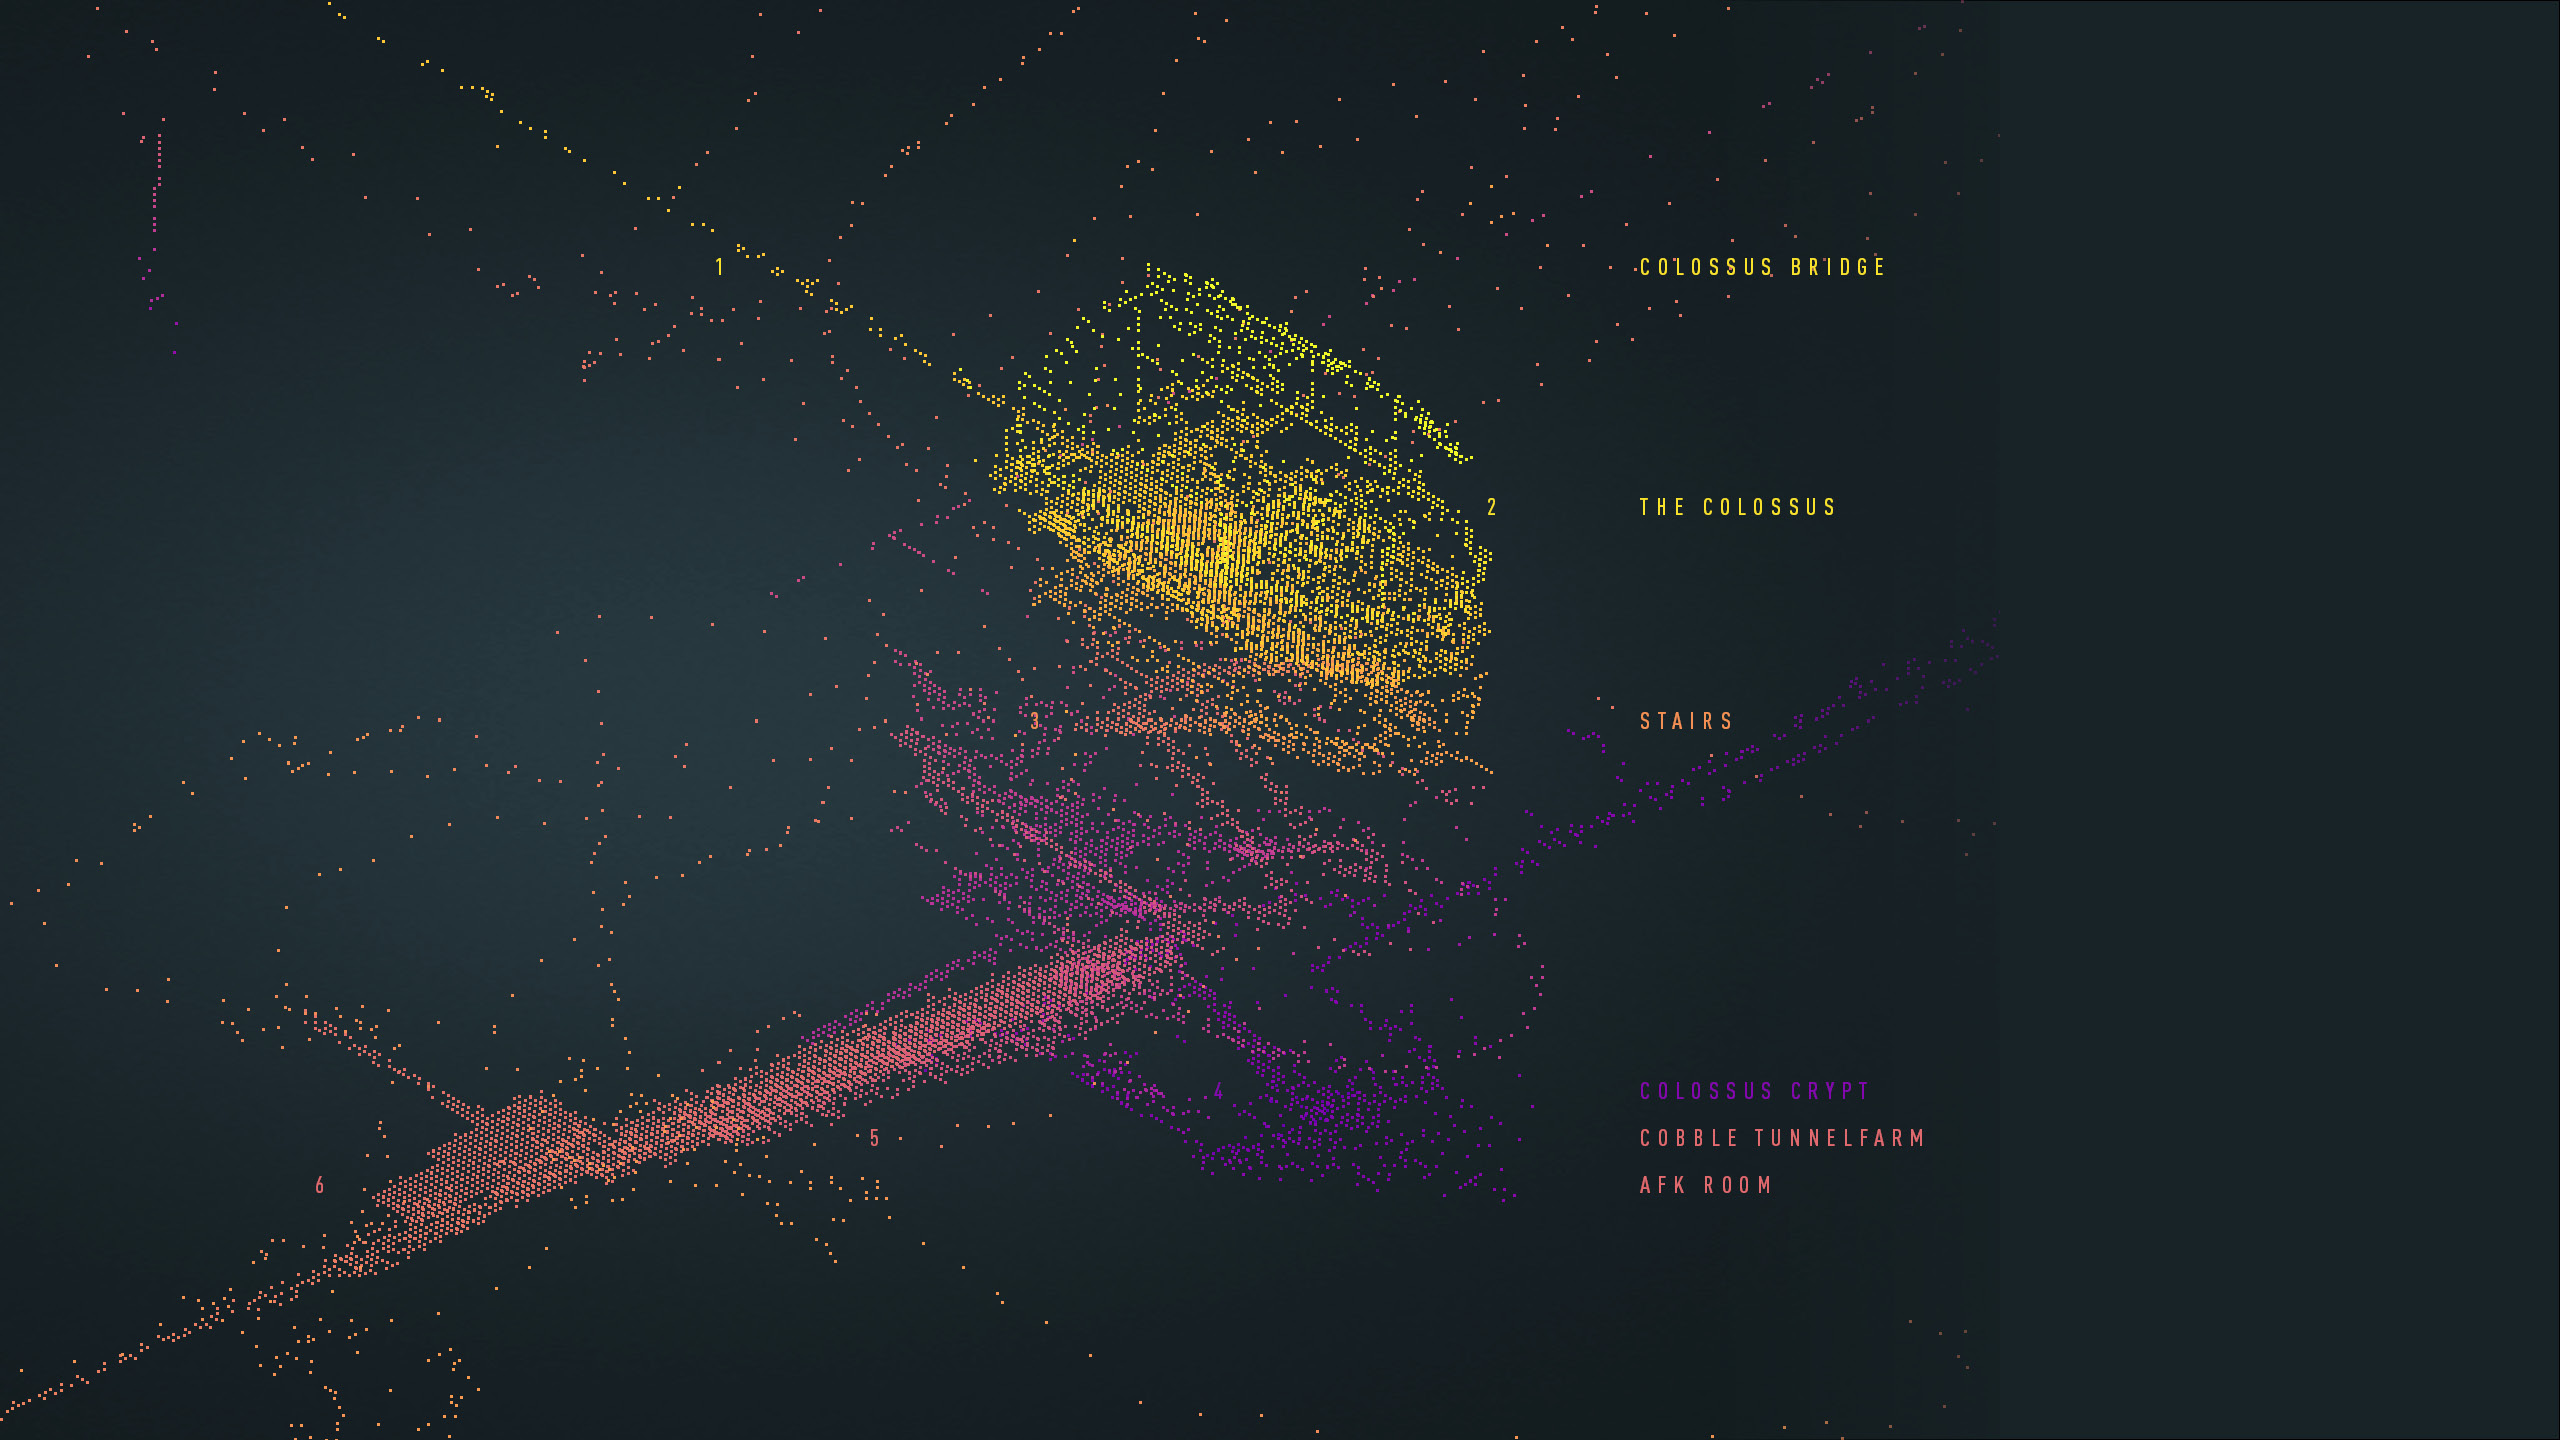 1 COLOSSUS BRIDGE
2 THE COLOSSUS
3 STAIRS
4 COLOSSUS CRYPT
5 COBBLE TUNNELFARM
6 AFK ROOM